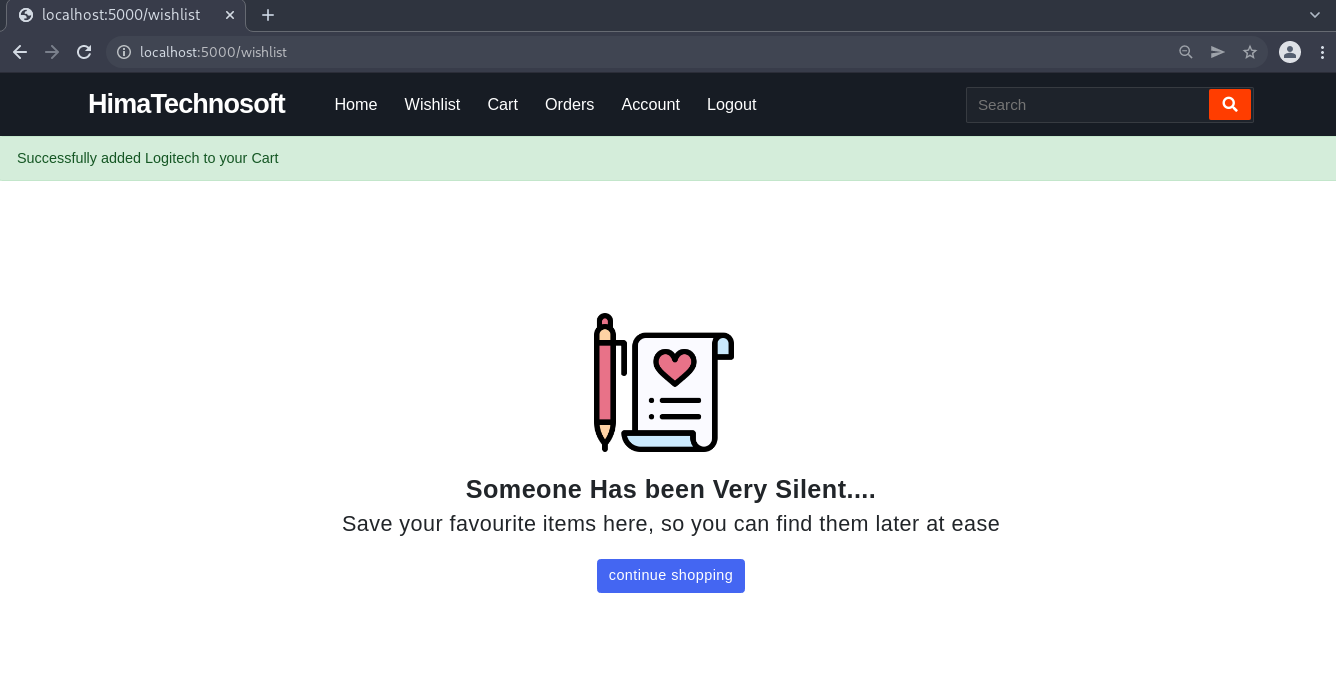 localhost:5000/wishlist
localhost:5000/wishlist
HimaTechnosoft Home Wishlist Cart Orders Account Logout Search
Successfully added Logitech to your Cart
Someone Has been Very Silent....
Save your favourite items here, so you can find them later at ease
continue shopping